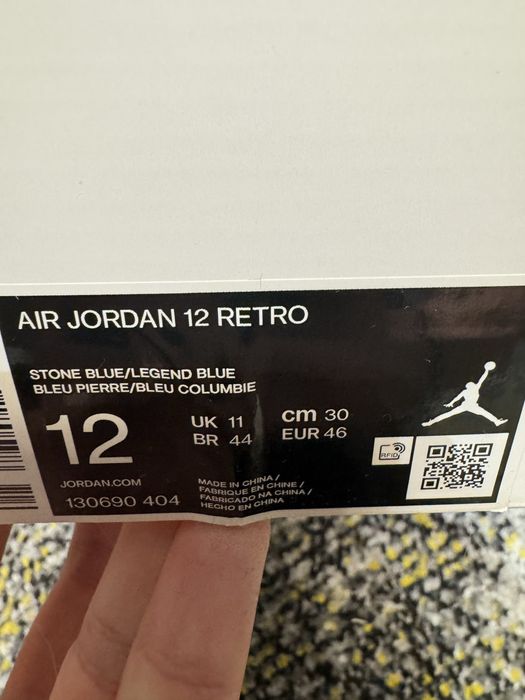 AIR JORDAN 12 RETRO
STONE BLUE/LEGEND BLUE
BLEU PIERRE/BLEU COLUMBIE
12
UK 11
cm 30
BR 44
EUR 46
RFID
JORDAN.COM
130690 404
MADE IN CHINA /
FABRIQUE EN CHINE /
FABRICADO NA CHINA /
HECHO EN CHINA